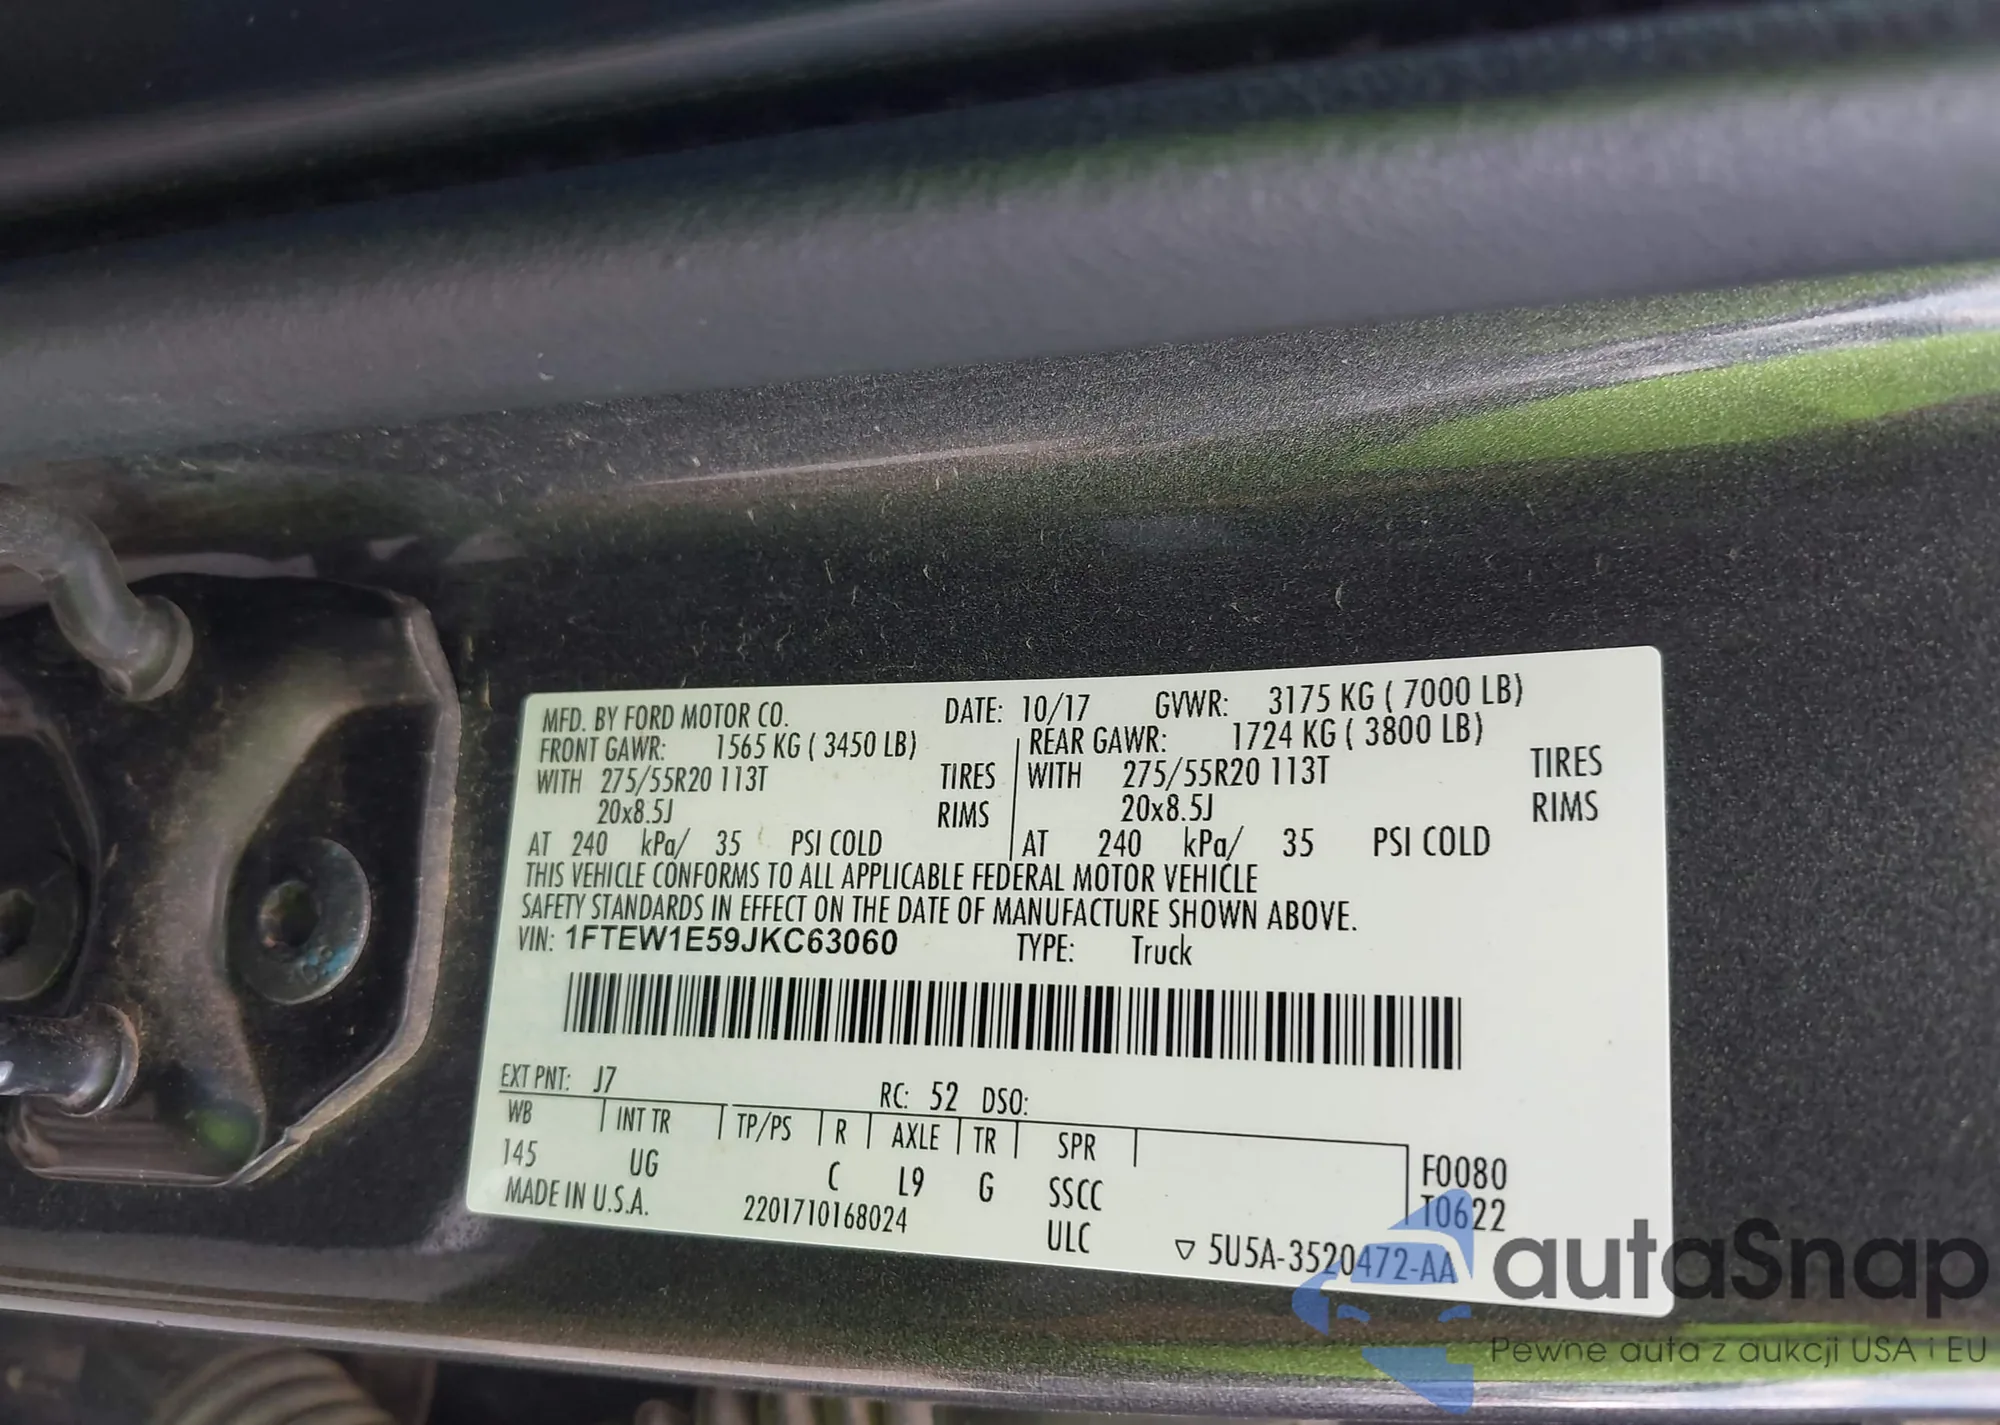 MFD. BY FORD MOTOR CO. DATE: 10/17 GVWR: 3175 KG ( 7000 LB)
FRONT GAWR: 1565 KG ( 3450 LB) REAR GAWR: 1724 KG ( 3800 LB)
WITH 275/55R20 113T TIRES WITH 275/55R20 113T TIRES
20x8.5J RIMS 20x8.5J RIMS
AT 240 kPa/ 35 PSI COLD AT 240 kPa/ 35 PSI COLD
THIS VEHICLE CONFORMS TO ALL APPLICABLE FEDERAL MOTOR VEHICLE
SAFETY STANDARDS IN EFFECT ON THE DATE OF MANUFACTURE SHOWN ABOVE.
VIN: 1FTEW1E59JKC63060 TYPE: Truck
EXT PNT: J7 RC: 52 DSO:
WB INT TR TP/PS R AXLE TR SPR
145 UG C L9 G SSCC F0080
MADE IN U.S.A. 2201710168024 ULC T0622
▽ 5U5A-3520472-AA
autaSnap
Pewne auta z aukcji USA i EU